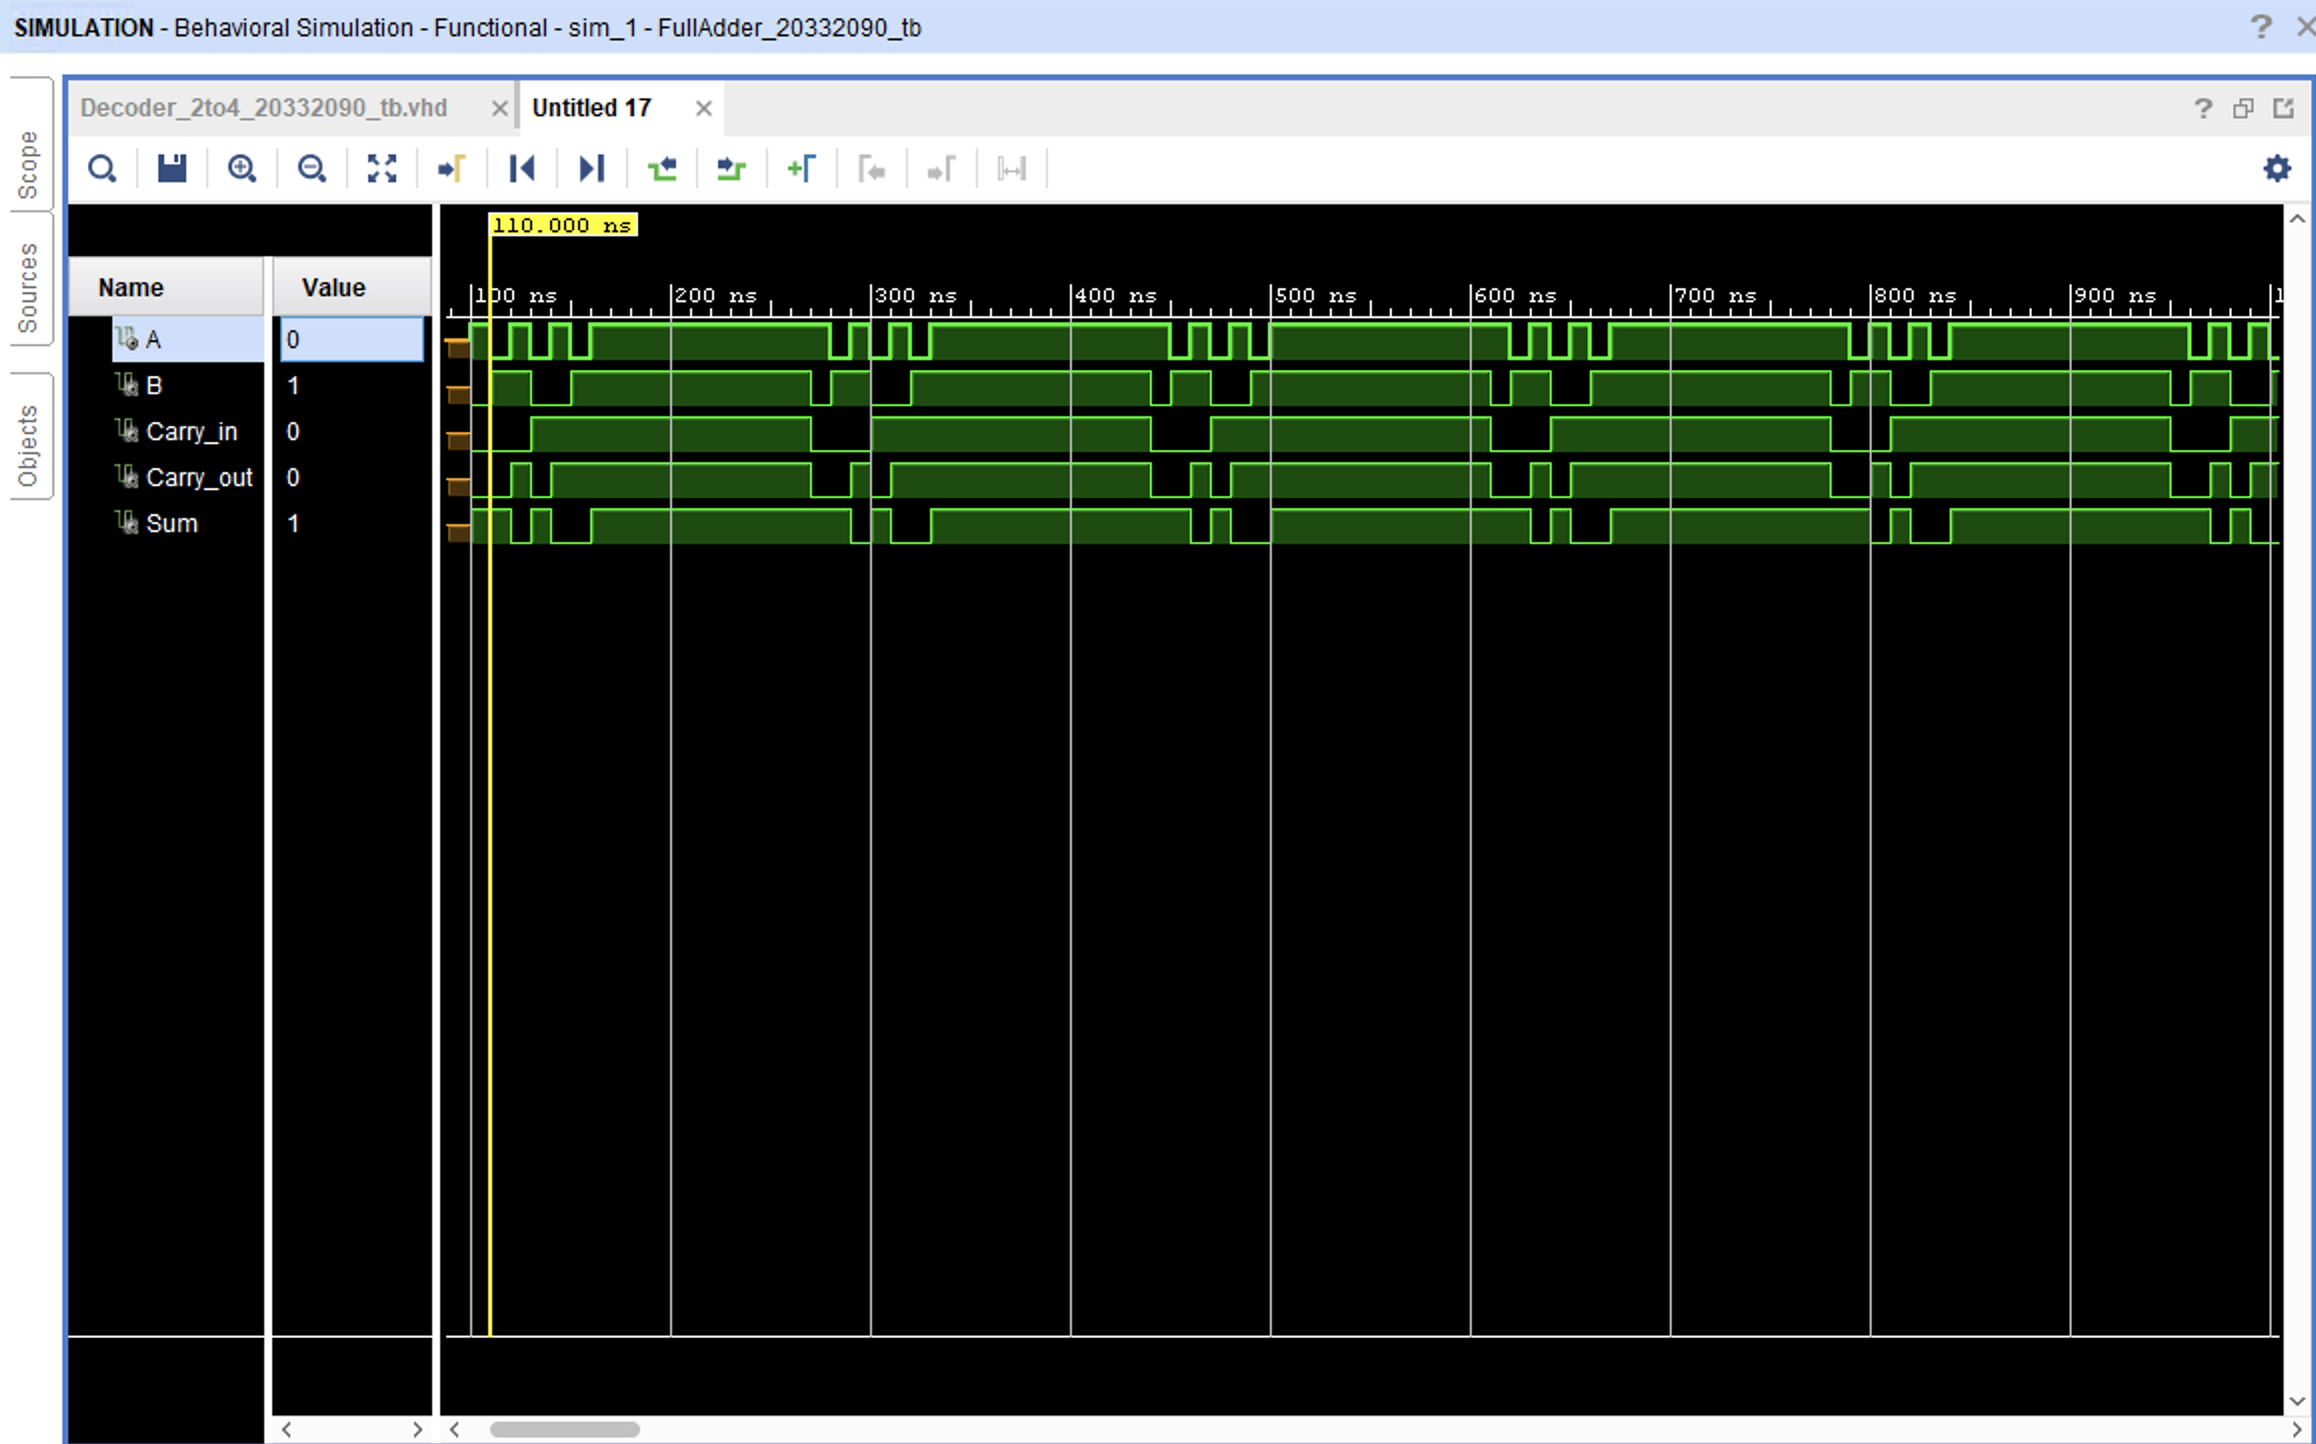 SIMULATION - Behavioral Simulation - Functional - sim_1 - FullAdder_20332090_tb
Decoder_2to4_20332090_tb.vhd
Untitled 17
Scope
Sources
Objects
110.000 ns
Name
Value
100 ns
200 ns
300 ns
400 ns
500 ns
600 ns
700 ns
800 ns
900 ns
1
A 0
B 1
Carry_in 0
Carry_out 0
Sum 1